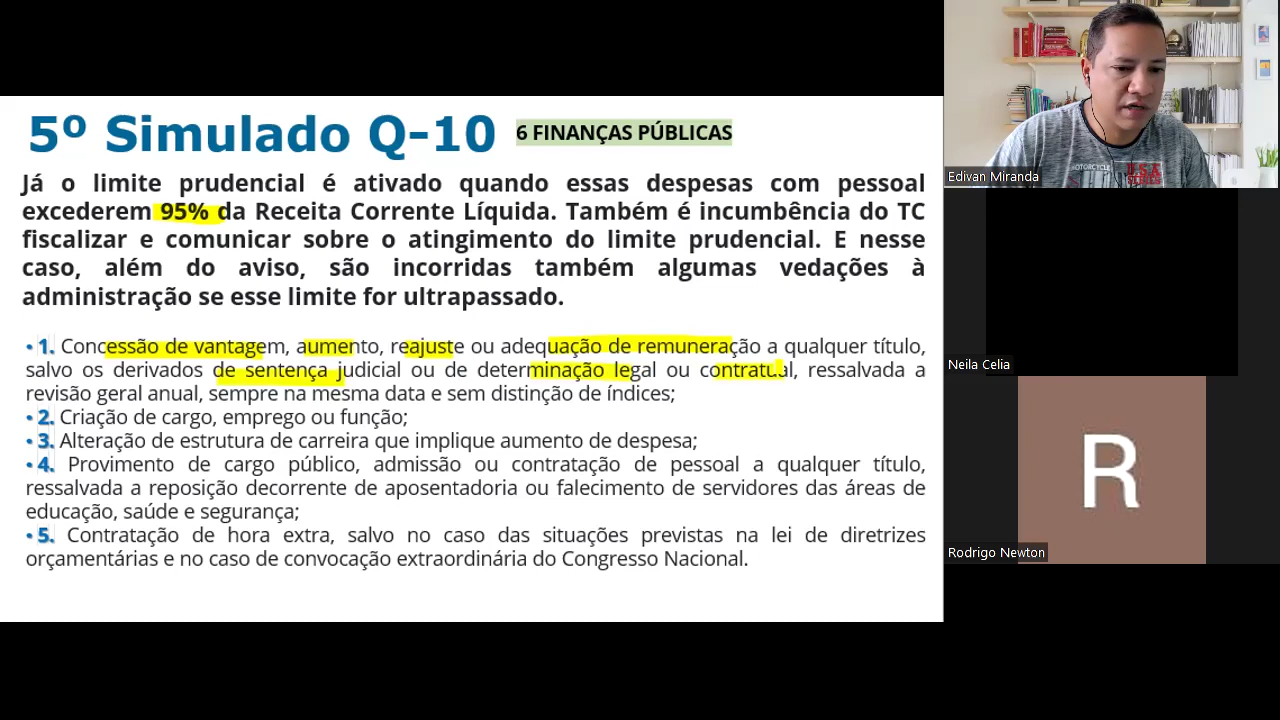 5º Simulado Q-10
6 FINANÇAS PÚBLICAS
Já o limite prudencial é ativado quando essas despesas com pessoal
excederem 95% da Receita Corrente Líquida. Também é incumbência do TC
fiscalizar e comunicar sobre o atingimento do limite prudencial. E nesse
caso, além do aviso, são incorridas também algumas vedações à
administração se esse limite for ultrapassado.
• 1. Concessão de vantagem, aumento, reajuste ou adequação de remuneração a qualquer título,
salvo os derivados de sentença judicial ou de determinação legal ou contratual, ressalvada a
revisão geral anual, sempre na mesma data e sem distinção de índices;
• 2. Criação de cargo, emprego ou função;
• 3. Alteração de estrutura de carreira que implique aumento de despesa;
• 4. Provimento de cargo público, admissão ou contratação de pessoal a qualquer título,
ressalvada a reposição decorrente de aposentadoria ou falecimento de servidores das áreas de
educação, saúde e segurança;
• 5. Contratação de hora extra, salvo no caso das situações previstas na lei de diretrizes
orçamentárias e no caso de convocação extraordinária do Congresso Nacional.
MOTORCYCLE
Edivan Miranda
Neila Celia
R
Rodrigo Newton